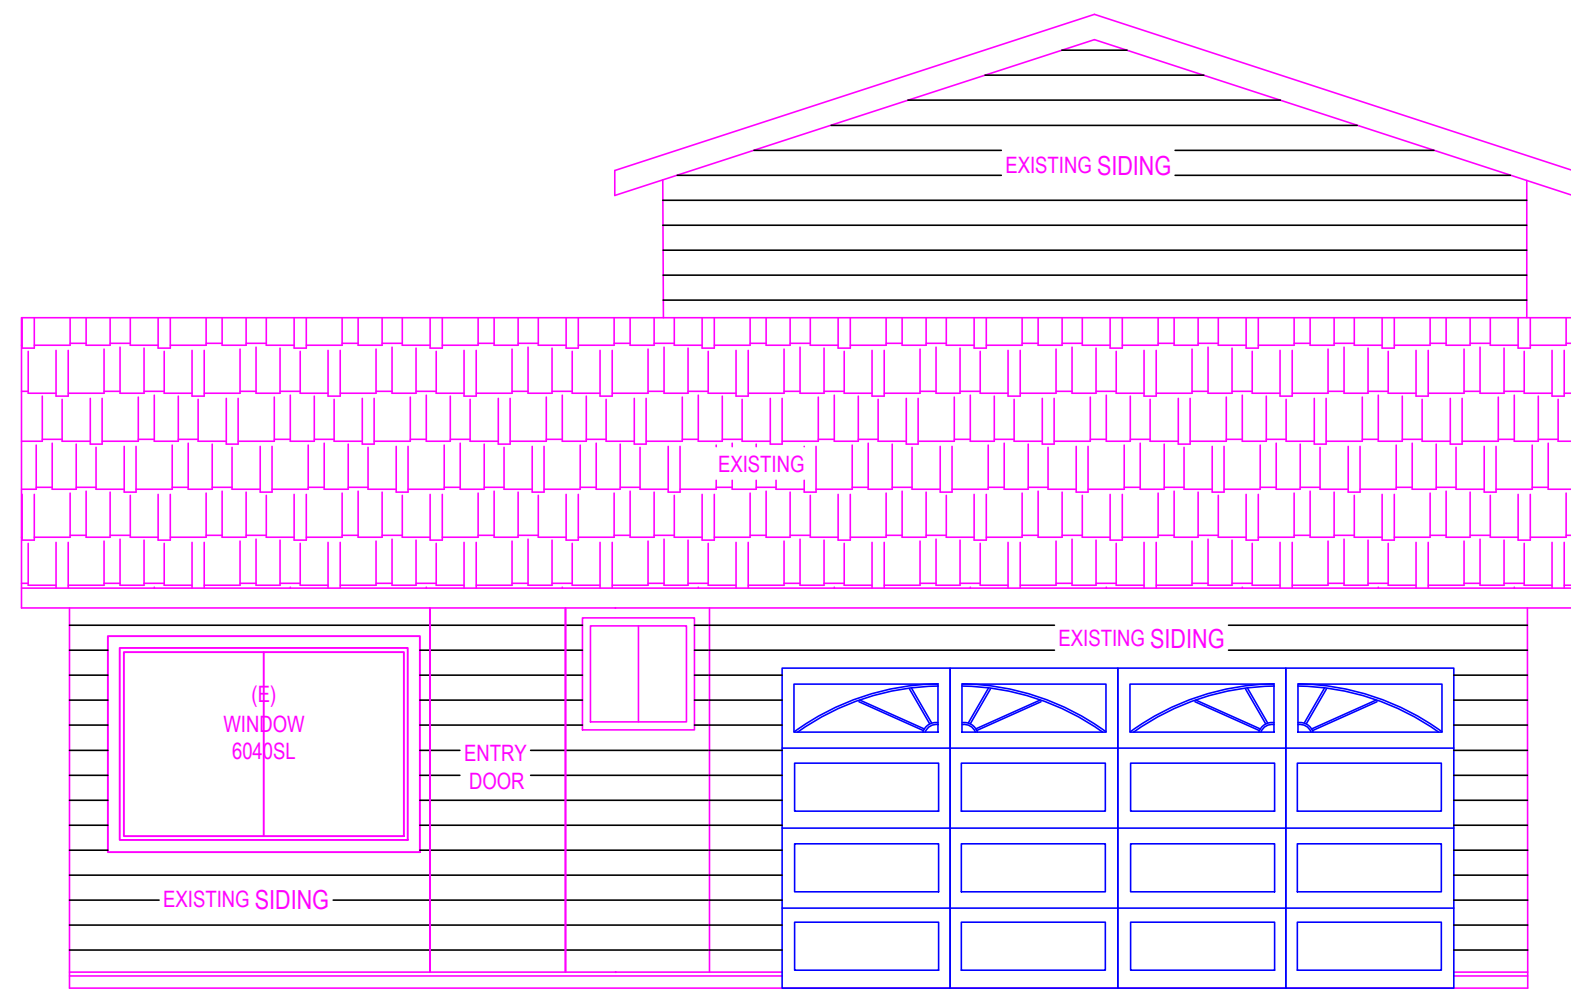 EXISTING SIDING
EXISTING
EXISTING SIDING
(E)
WINDOW
6040SL
ENTRY
DOOR
EXISTING SIDING